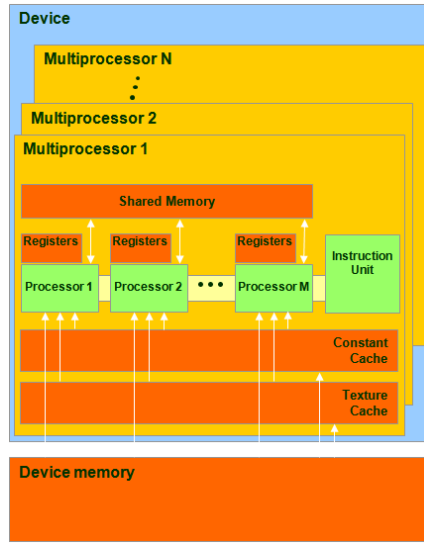 Device
Multiprocessor N
Multiprocessor 2
Multiprocessor 1
Shared Memory
Registers Registers Registers
Processor 1 Processor 2 ••• Processor M
Instruction
Unit
Constant
Cache
Texture
Cache
Device memory